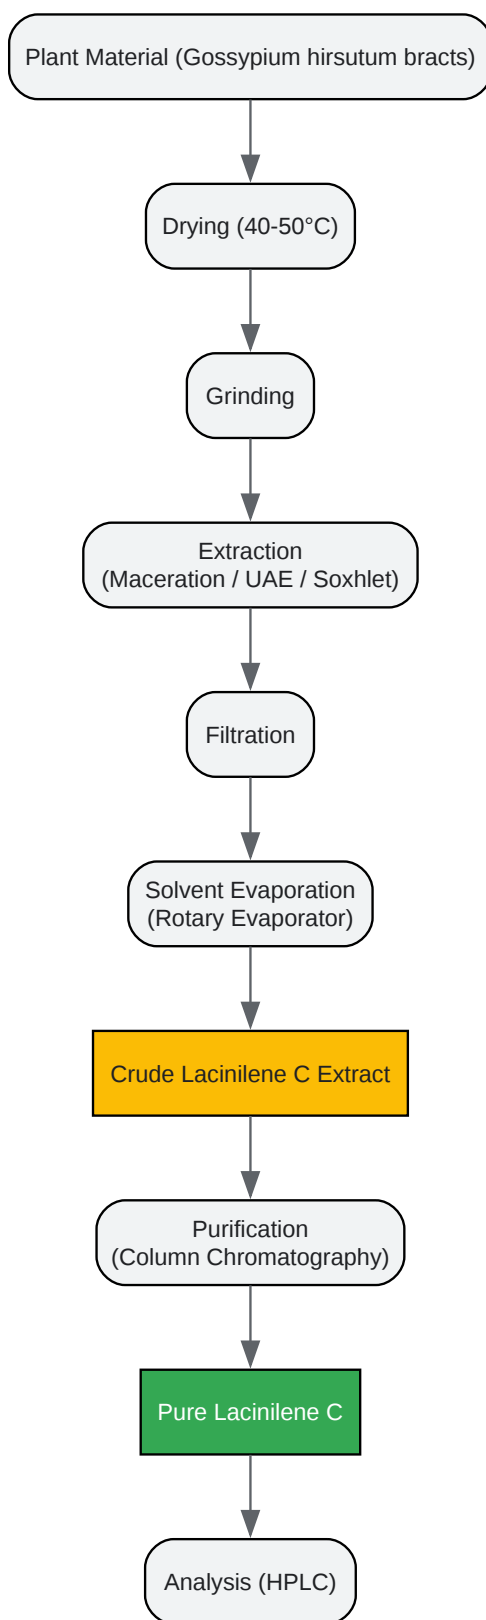 Plant Material (Gossypium hirsutum bracts)
Drying (40-50°C)
Grinding
Extraction
(Maceration / UAE / Soxhlet)
Filtration
Solvent Evaporation
(Rotary Evaporator)
Crude Lacinilene C Extract
Purification
(Column Chromatography)
Pure Lacinilene C
Analysis (HPLC)